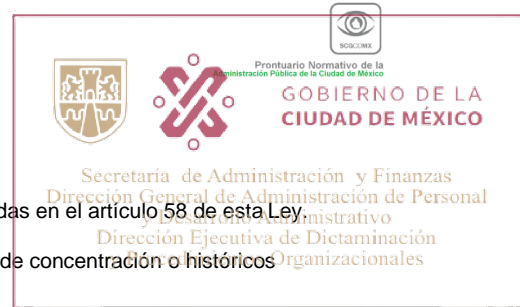 SCGCDMX
Prontuario Normativo de la
Administración Pública de la Ciudad de México
GOBIERNO DE LA
CIUDAD DE MÉXICO
Secretaría de Administración y Finanzas
Dirección General de Administración de Personal
das en el artículo 58 de esta Ley.
y Desarrollo Administrativo
Dirección Ejecutiva de Dictaminación
de concentración o históricos
y Procedimientos Organizacionales